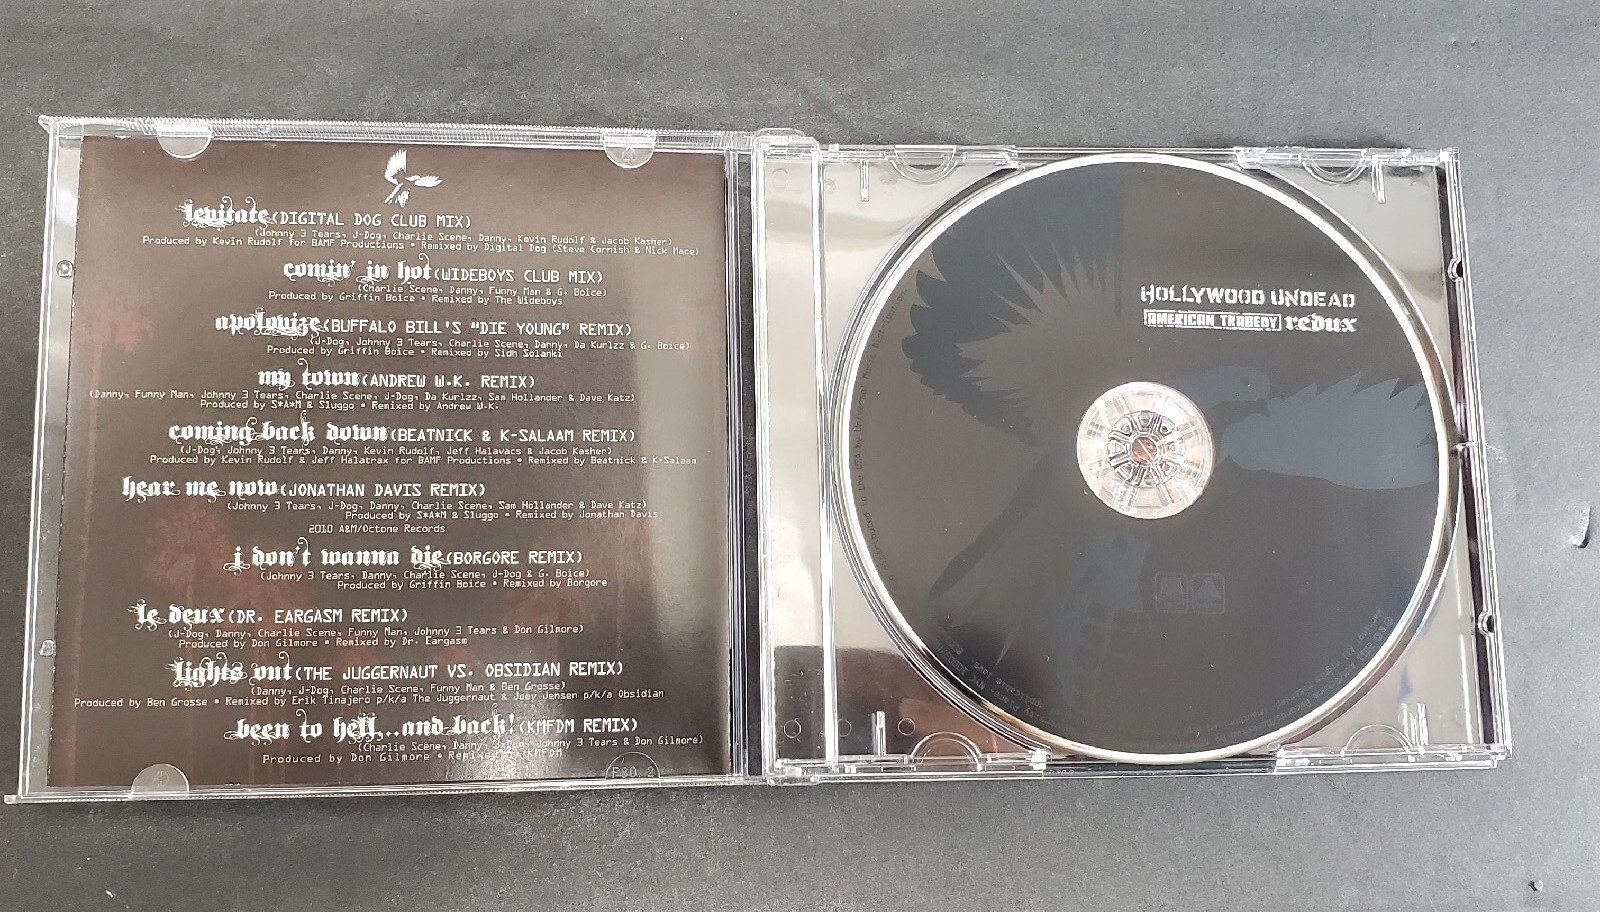 levitate (DIGITAL DOG CLUB MIX)
(Johnny 3 Tears, J-Dog, Charlie Scene, Danny, Kevin Rudolf & Jacob Kasher)
Produced by Kevin Rudolf for BAMF Productions • Remixed by Digital Dog (Steve Cornish & Nick Mace)
comin' in hot (WIDEBOYS CLUB MIX)
(Charlie Scene, Danny, Funny Man & G. Boice)
Produced by Griffin Boice • Remixed by The Wideboys
apologize (BUFFALO BILL'S "DIE YOUNG" REMIX)
(J-Dog, Johnny 3 Tears, Charlie Scene, Danny, Da Kurlzz & G. Boice)
Produced by Griffin Boice • Remixed by Sidh Solanki
my town (ANDREW W.K. REMIX)
(Danny, Funny Man, Johnny 3 Tears, Charlie Scene, J-Dog, Da Kurlzz, Sam Hollander & Dave Katz)
Produced by S*A*M & Sluggo • Remixed by Andrew W.K.
coming back down (BEATNICK & K-SALAAM REMIX)
(J-Dog, Johnny 3 Tears, Danny, Kevin Rudolf, Jeff Halavacs & Jacob Kasher)
Produced by Kevin Rudolf & Jeff Halatrax for BAMF Productions • Remixed by Beatnick & K-Salaam
hear me now (JONATHAN DAVIS REMIX)
(Johnny 3 Tears, J-Dog, Danny, Charlie Scene, Sam Hollander & Dave Katz)
Produced by S*A*M & Sluggo • Remixed by Jonathan Davis
2010 A&M/Octone Records
i don't wanna die (BORGORE REMIX)
(Johnny 3 Tears, Danny, Charlie Scene, J-Dog & G. Boice)
Produced by Griffin Boice • Remixed by Borgore
le deux (DR. EARGASM REMIX)
(J-Dog, Danny, Charlie Scene, Funny Man, Johnny 3 Tears & Don Gilmore)
Produced by Don Gilmore • Remixed by Dr. Eargasm
lights out (THE JUGGERNAUT VS. OBSIDIAN REMIX)
(Danny, J-Dog, Charlie Scene, Funny Man & Ben Grosse)
Produced by Ben Grosse • Remixed by Erik Tinajero p/k/a The Juggernaut & Joey Jensen p/k/a Obsidian
been to hell,..and back! (KMFDM REMIX)
(Charlie Scene, Danny, J-Dog, Johnny 3 Tears & Don Gilmore)
Produced by Don Gilmore • Remixed by KMFDM
HOLLYWOOD UNDEAD
AMERICAN TRAGEDY redux